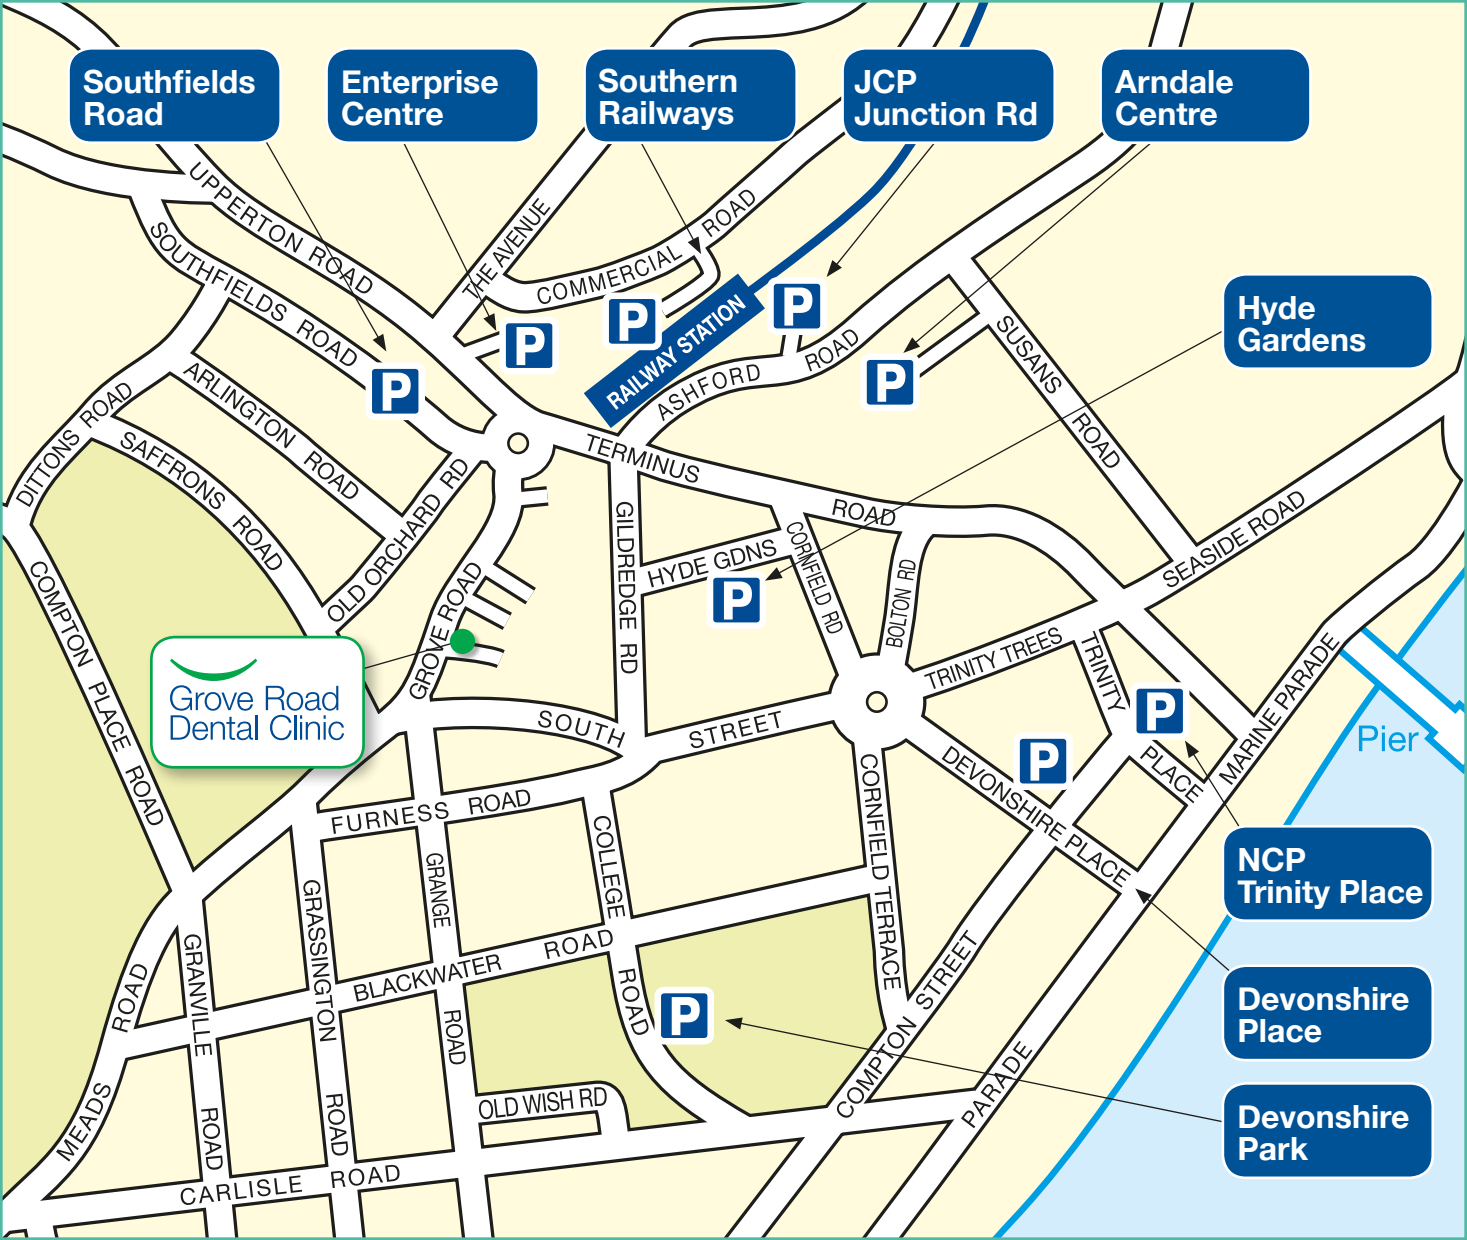 Southfields
Road
Enterprise
Centre
Southern
Railways
JCP
Junction Rd
Arndale
Centre
UPPERTON ROAD
THE AVENUE
COMMERCIAL ROAD
SOUTHFIELDS ROAD
P
P
P
P
P
RAILWAY STATION
ASHFORD ROAD
SUSANS ROAD
Hyde
Gardens
ARLINGTON ROAD
DITTONS ROAD
SAFFRONS ROAD
OLD ORCHARD RD
TERMINUS ROAD
GILDREDGE RD
HYDE GDNS
P
CORNFIELD RD
BOLTON RD
SEASIDE ROAD
COMPTON PLACE ROAD
GROVE ROAD
Grove Road
Dental Clinic
TRINITY TREES
TRINITY PLACE
P
P
MARINE PARADE
Pier
SOUTH STREET
DEVONSHIRE PLACE
FURNESS ROAD
GRANGE ROAD
COLLEGE ROAD
CORNFIELD TERRACE
NCP
Trinity Place
GRASSINGTON ROAD
GRANVILLE ROAD
BLACKWATER ROAD
MEADS ROAD
P
COMPTON STREET
PARADE
Devonshire
Place
OLD WISH RD
Devonshire
Park
CARLISLE ROAD